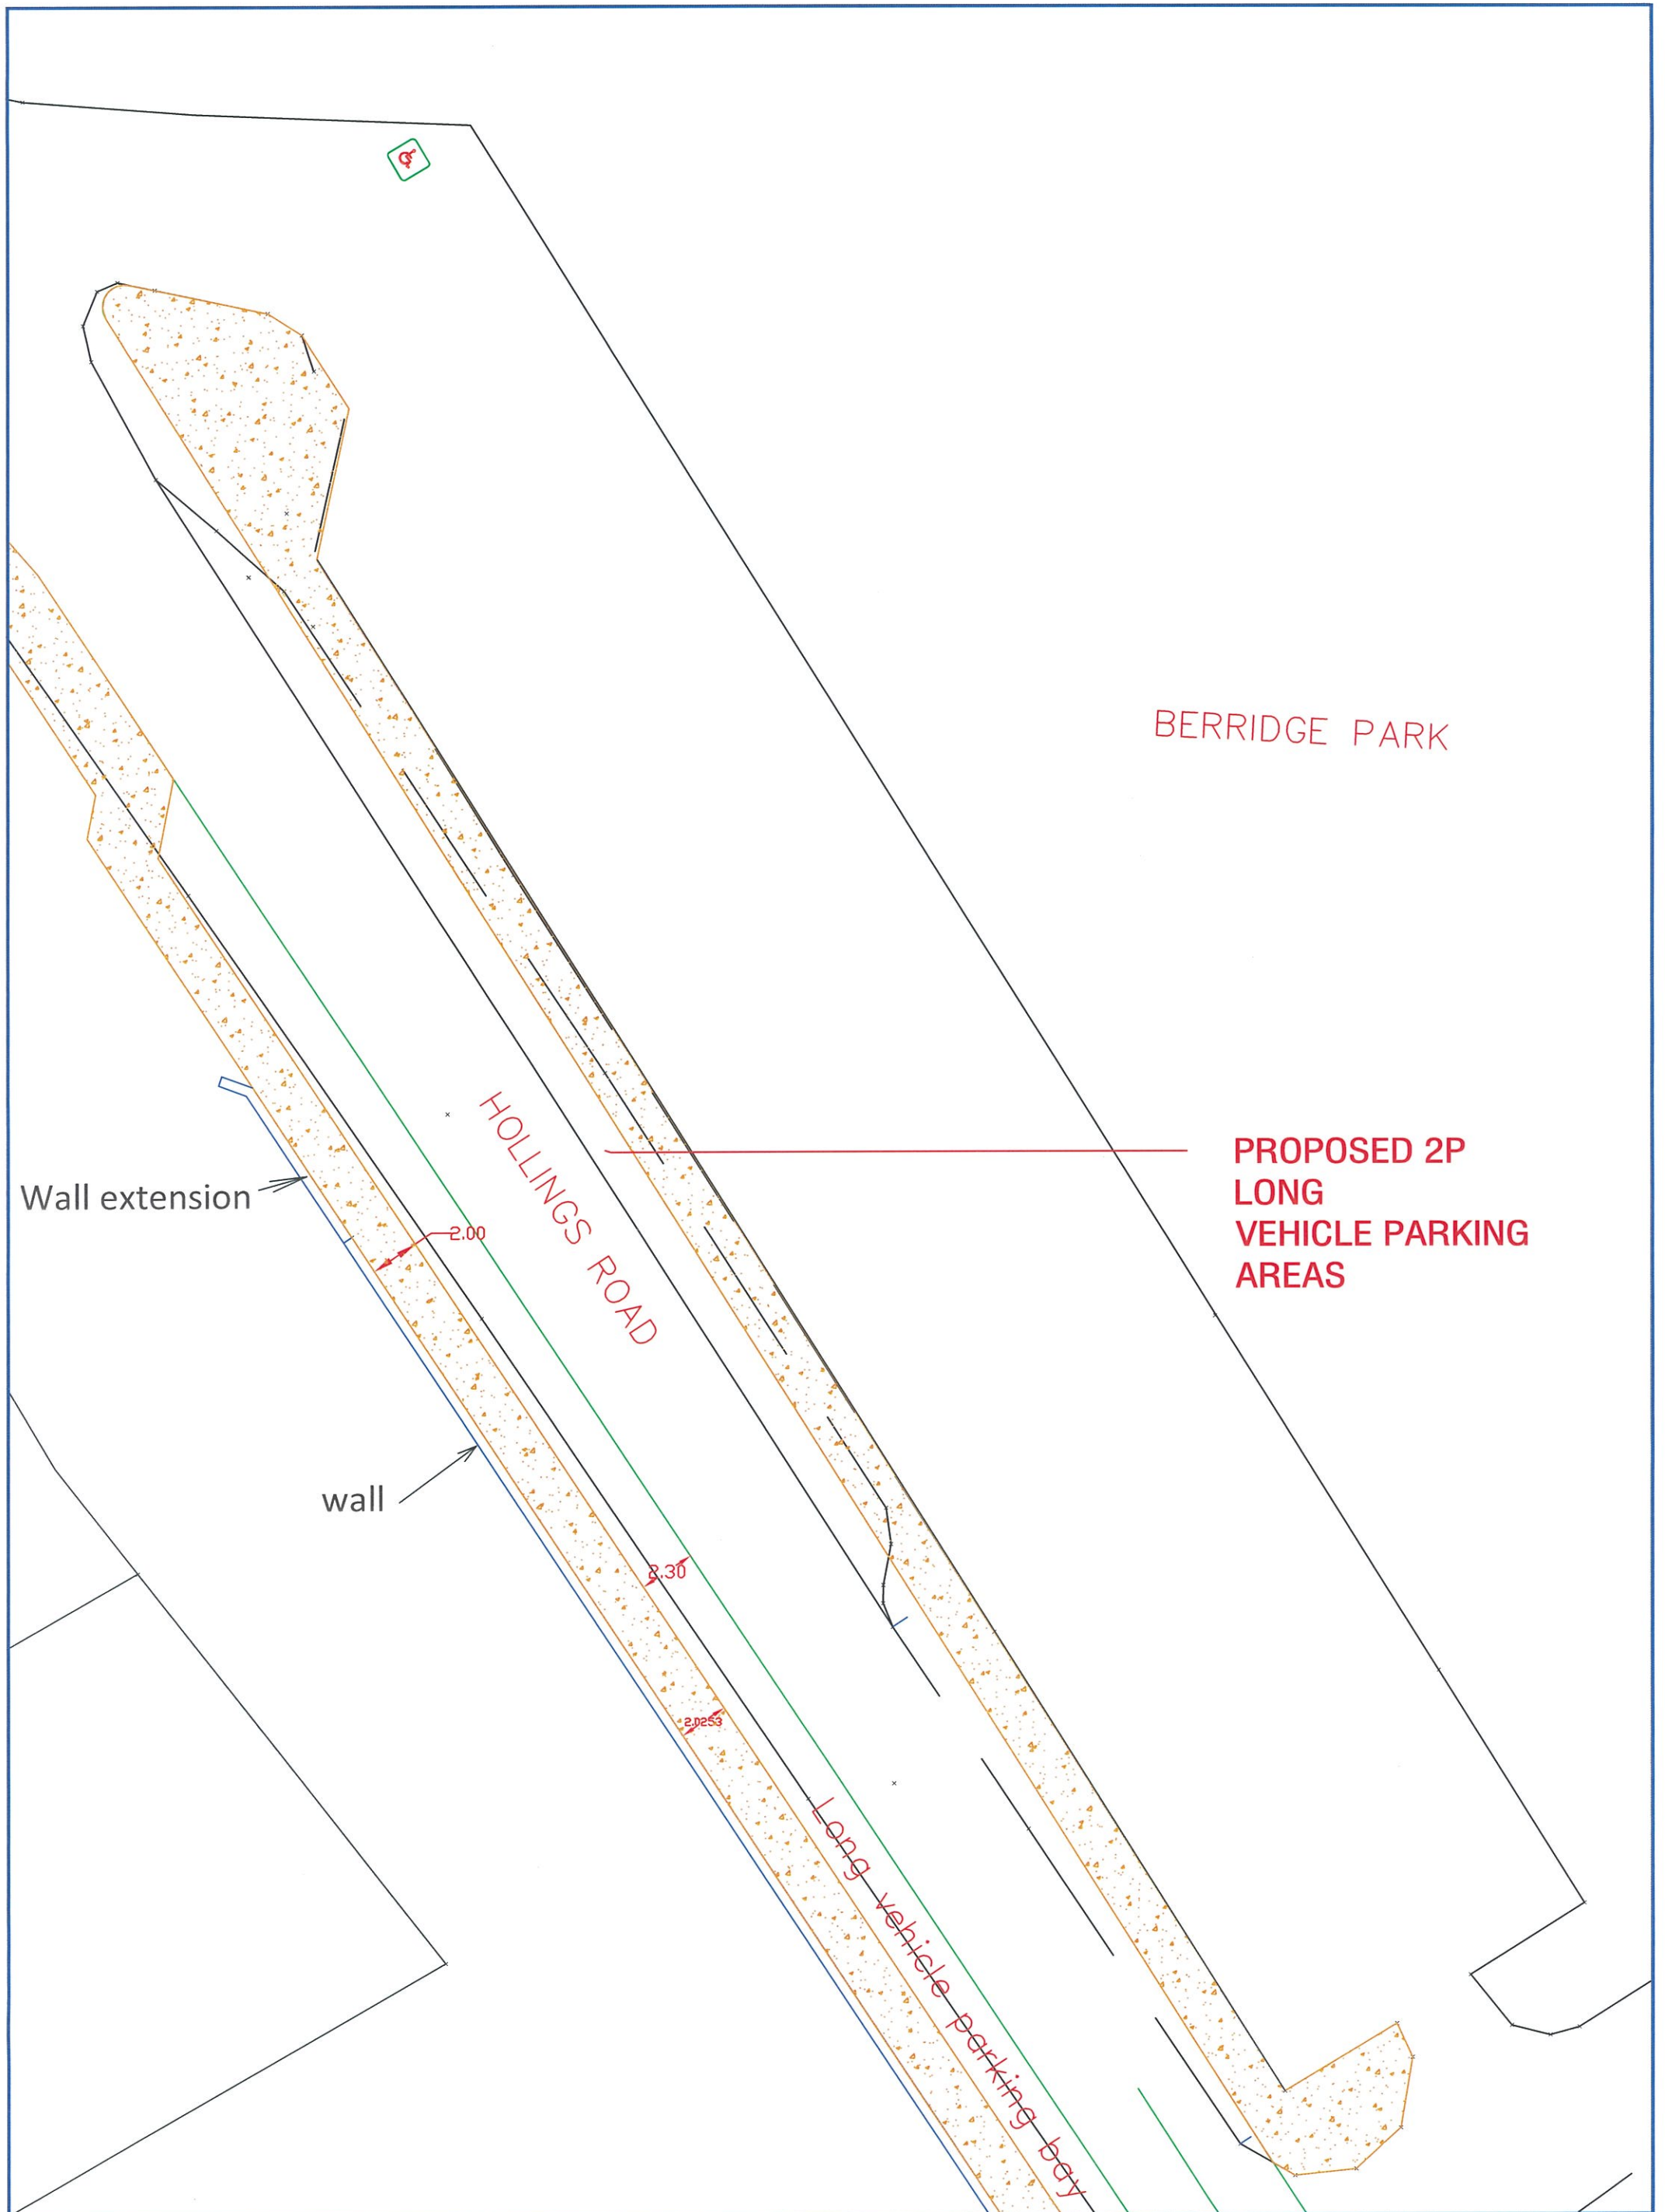 BERRIDGE PARK
HOLLINGS ROAD
PROPOSED 2P
LONG
VEHICLE PARKING
AREAS
Wall extension
2.00
wall
2.30
2.0253
Long vehicle parking bay